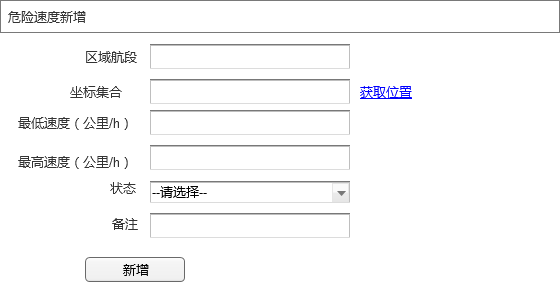 危险速度新增
区域航段
坐标集合 获取位置
最低速度（公里/h）
最高速度（公里/h）
状态 --请选择--
备注
新增